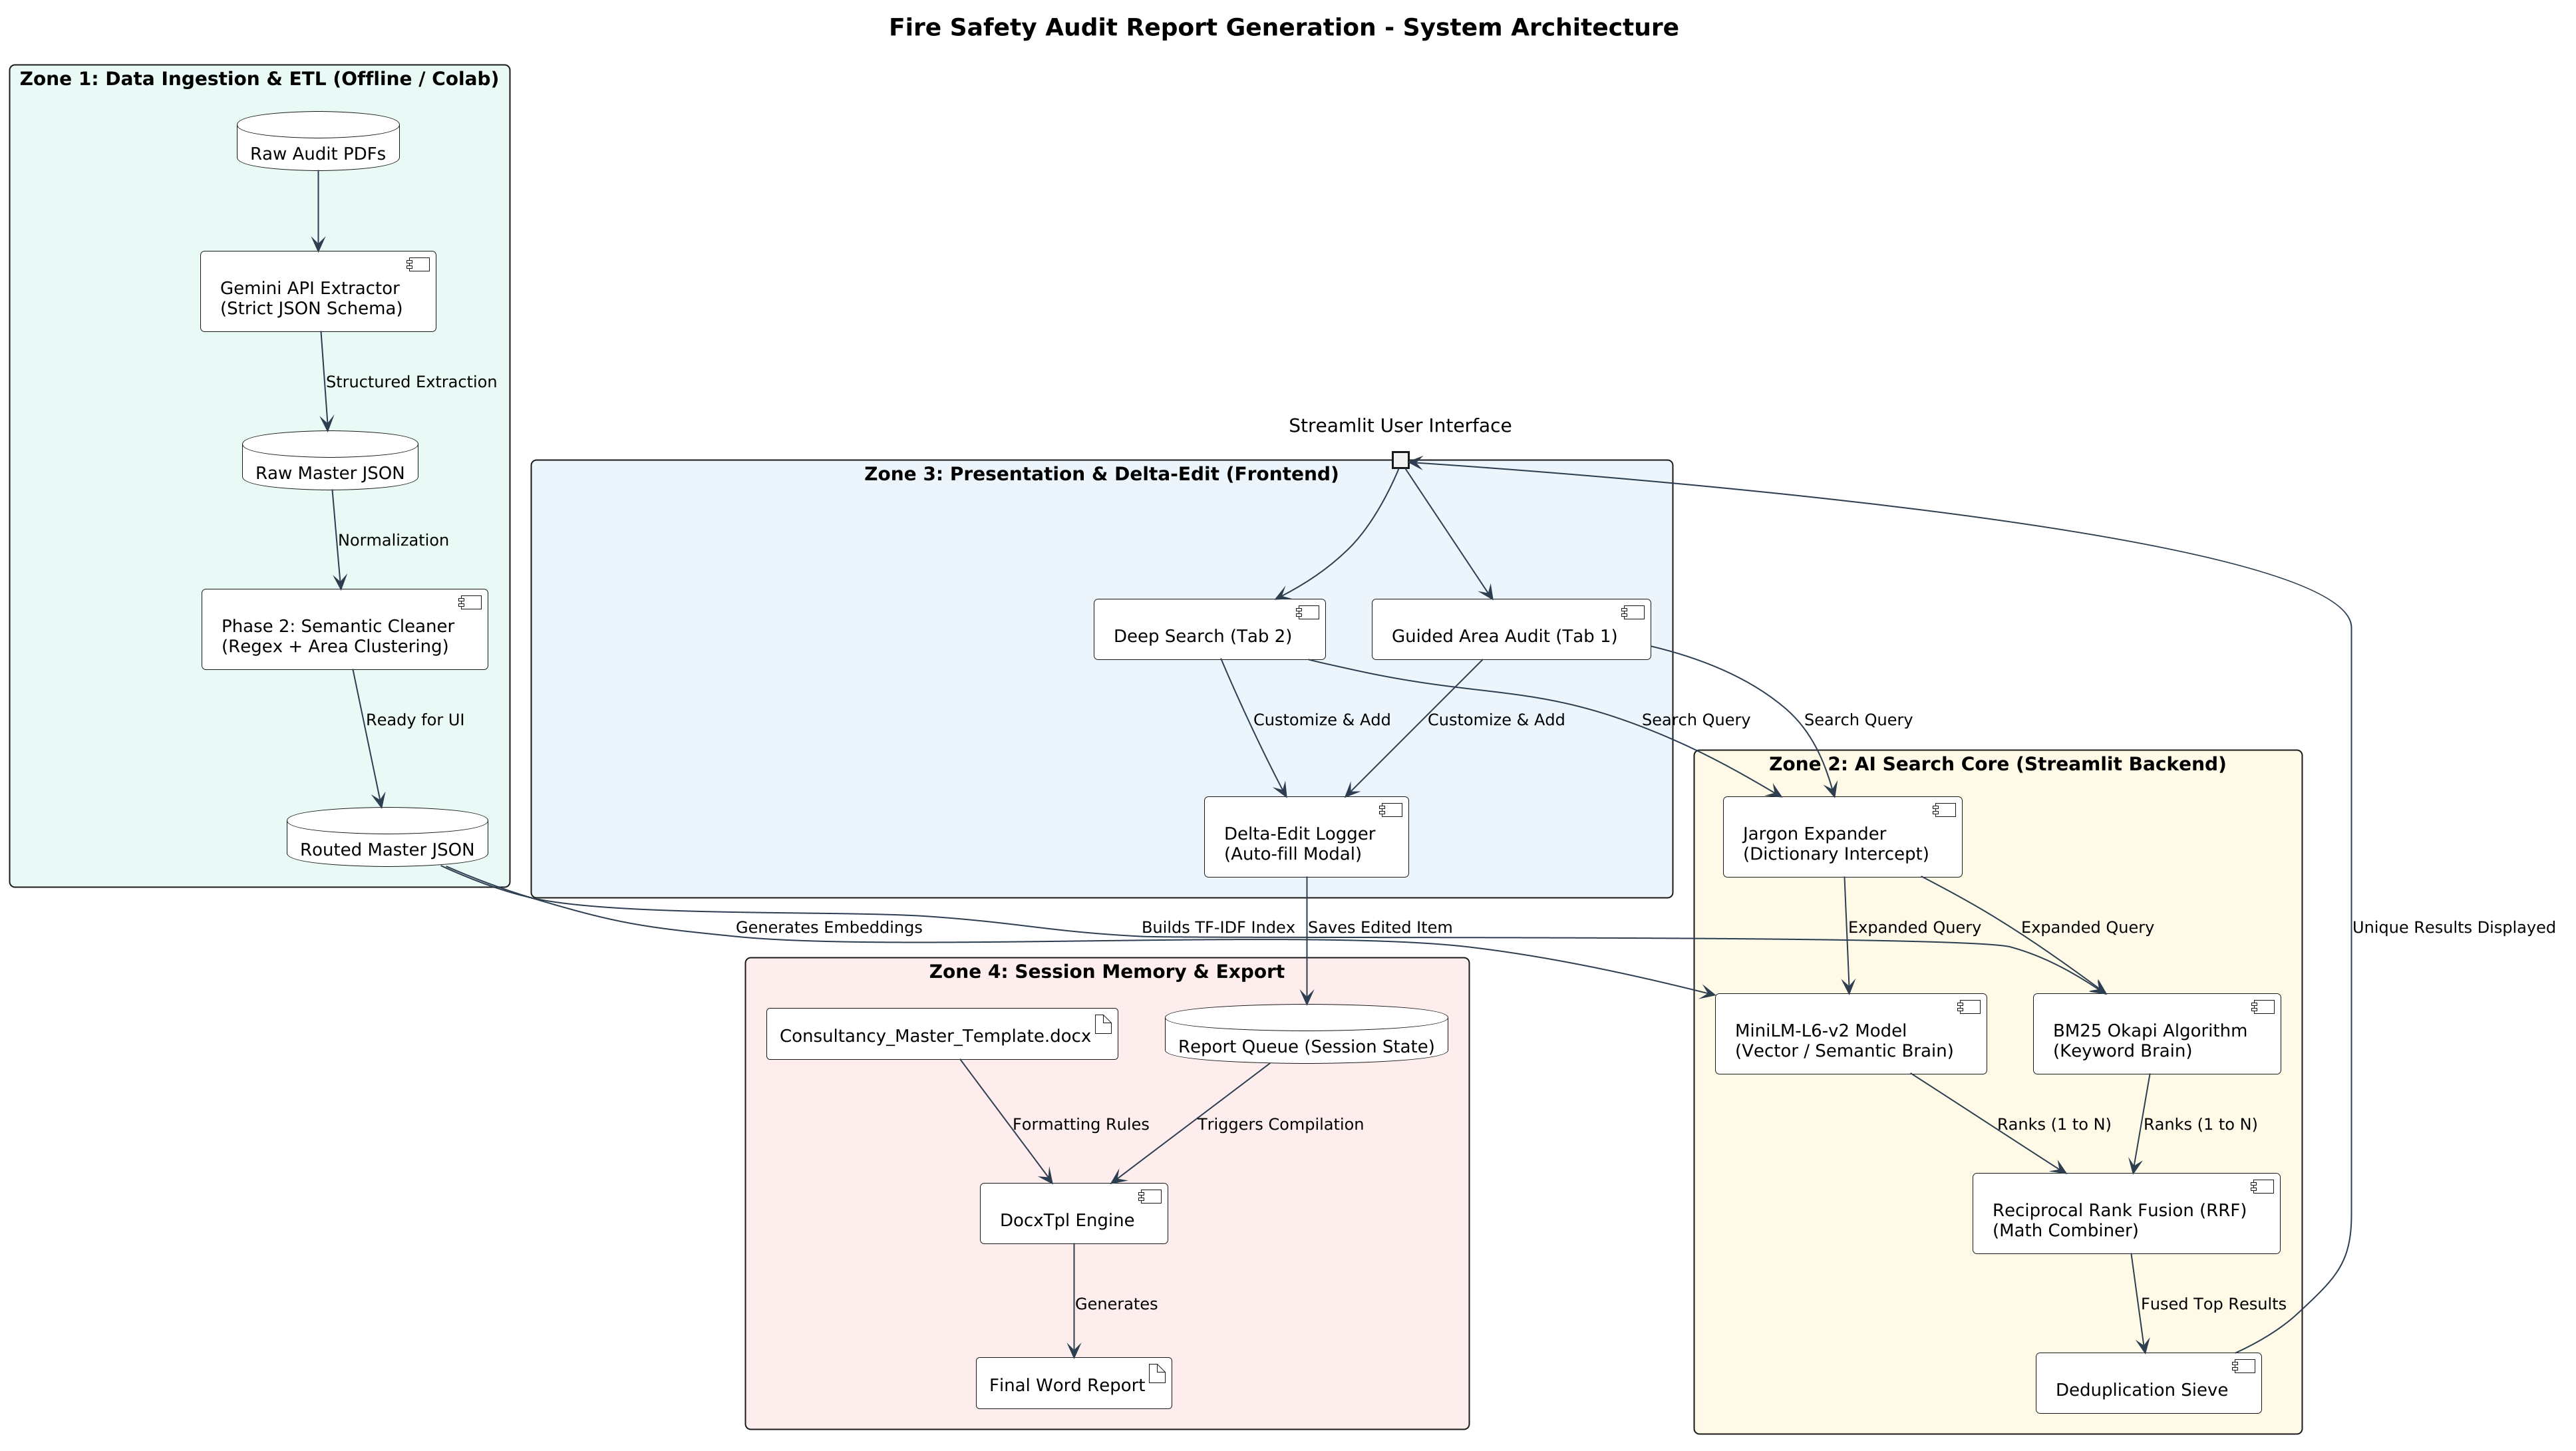 Fire Safety Audit Report Generation - System Architecture
Zone 1: Data Ingestion & ETL (Offline / Colab)
Raw Audit PDFs
Gemini API Extractor
(Strict JSON Schema)
Structured Extraction
Raw Master JSON
Normalization
Phase 2: Semantic Cleaner
(Regex + Area Clustering)
Ready for UI
Routed Master JSON
Streamlit User Interface
Zone 3: Presentation & Delta-Edit (Frontend)
Deep Search (Tab 2)
Guided Area Audit (Tab 1)
Customize & Add
Customize & Add
Search Query
Search Query
Delta-Edit Logger
(Auto-fill Modal)
Zone 2: AI Search Core (Streamlit Backend)
Jargon Expander
(Dictionary Intercept)
Generates Embeddings
Builds TF-IDF Index
Saves Edited Item
Expanded Query
Expanded Query
Unique Results Displayed
MiniLM-L6-v2 Model
(Vector / Semantic Brain)
BM25 Okapi Algorithm
(Keyword Brain)
Ranks (1 to N)
Ranks (1 to N)
Reciprocal Rank Fusion (RRF)
(Math Combiner)
Fused Top Results
Deduplication Sieve
Zone 4: Session Memory & Export
Consultancy_Master_Template.docx
Report Queue (Session State)
Formatting Rules
Triggers Compilation
DocxTpl Engine
Generates
Final Word Report